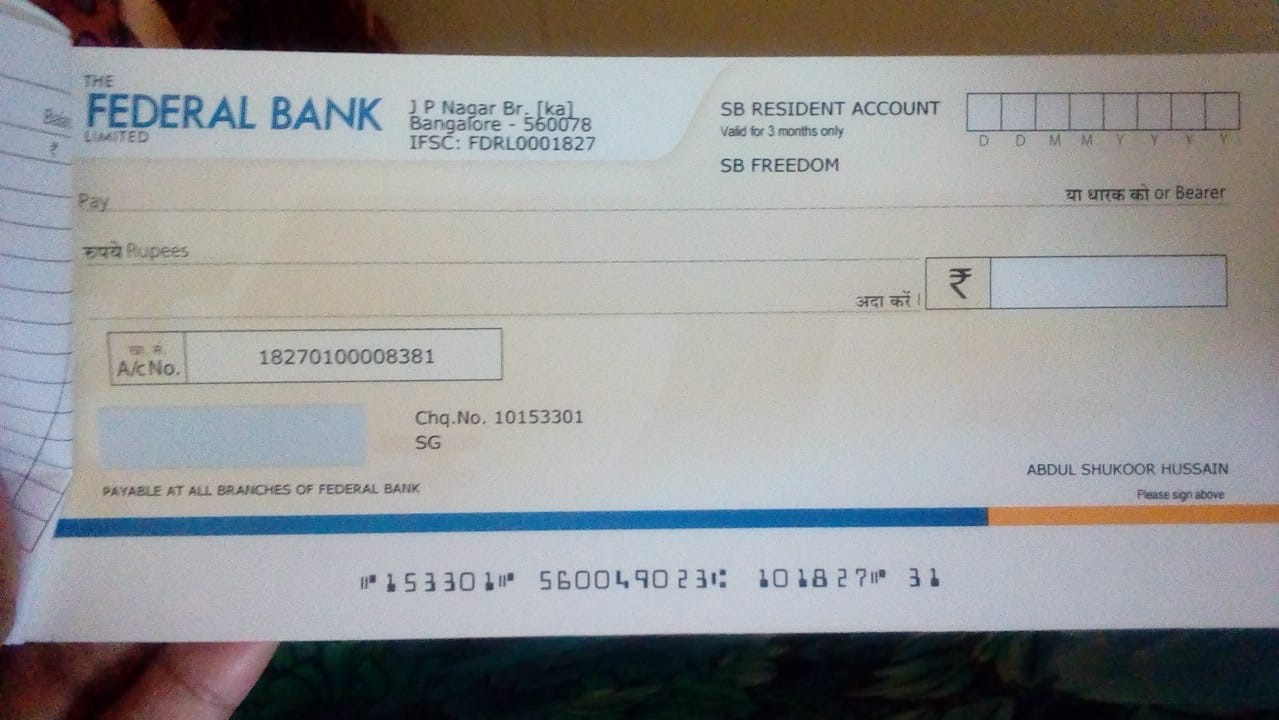 THE
FEDERAL BANK
LIMITED
J P Nagar Br. [ka]
Bangalore - 560078
IFSC: FDRL0001827
SB RESIDENT ACCOUNT
Valid for 3 months only
SB FREEDOM
D D M M Y Y Y Y
Pay
या धारक को or Bearer
रुपये Rupees
अदा करें ।
₹
खा. सं.
A/c No.
18270100008381
Chq.No. 10153301
SG
ABDUL SHUKOOR HUSSAIN
PAYABLE AT ALL BRANCHES OF FEDERAL BANK
Please sign above
⑈153301⑈ 560049023⑆ 101827⑈ 31